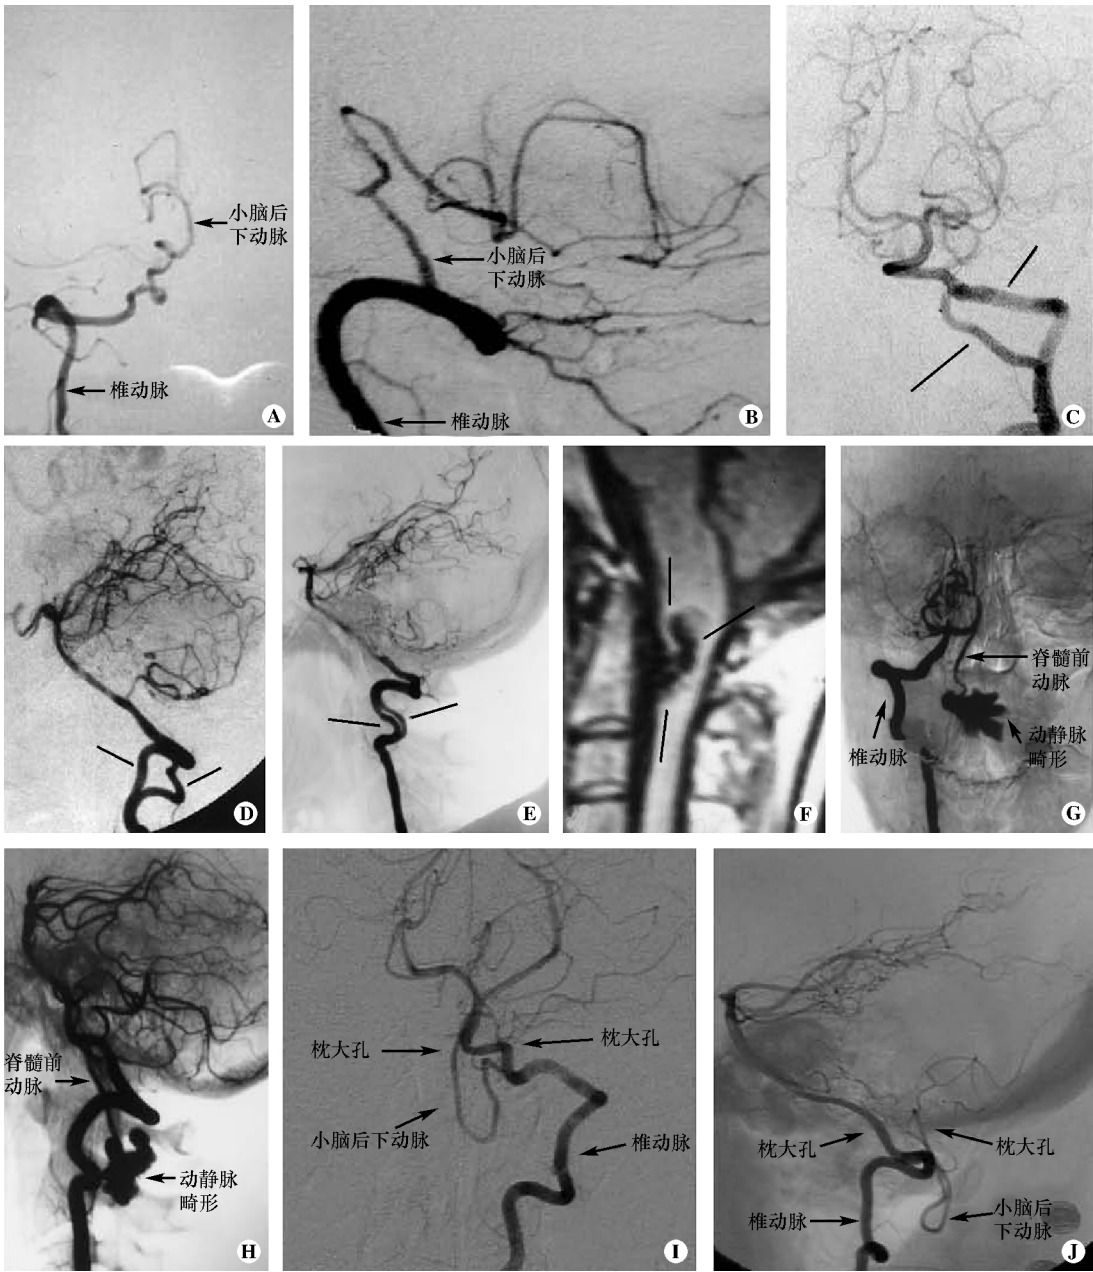 小脑后
下动脉
椎动脉
A
小脑后
下动脉
椎动脉
B
C
D
E
F
脊髓前
动脉
椎动脉
动静脉
畸形
G
脊髓前
动脉
动静脉
畸形
H
枕大孔
枕大孔
小脑后下动脉
椎动脉
I
枕大孔
枕大孔
椎动脉
小脑后
下动脉
J